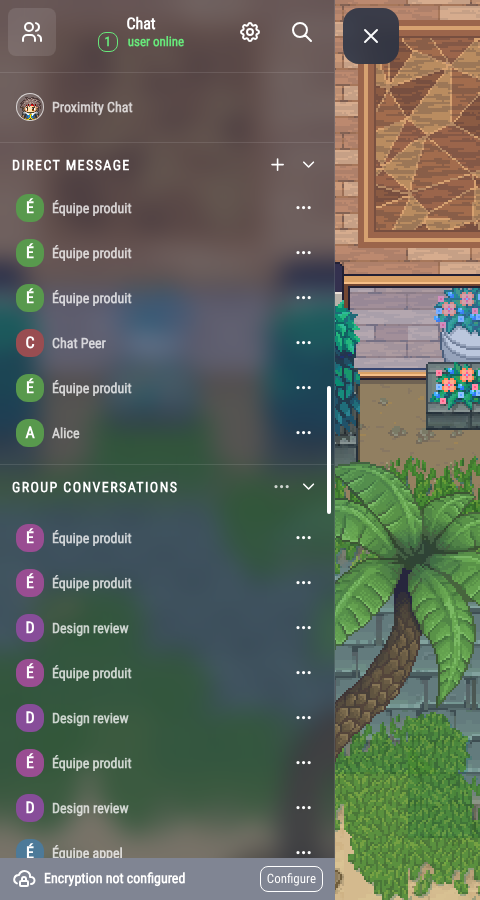 Chat
1 user online
Proximity Chat
DIRECT MESSAGE
É Équipe produit
É Équipe produit
É Équipe produit
C Chat Peer
É Équipe produit
A Alice
GROUP CONVERSATIONS
É Équipe produit
É Équipe produit
D Design review
É Équipe produit
D Design review
É Équipe produit
D Design review
É Équipe appel
Encryption not configured Configure